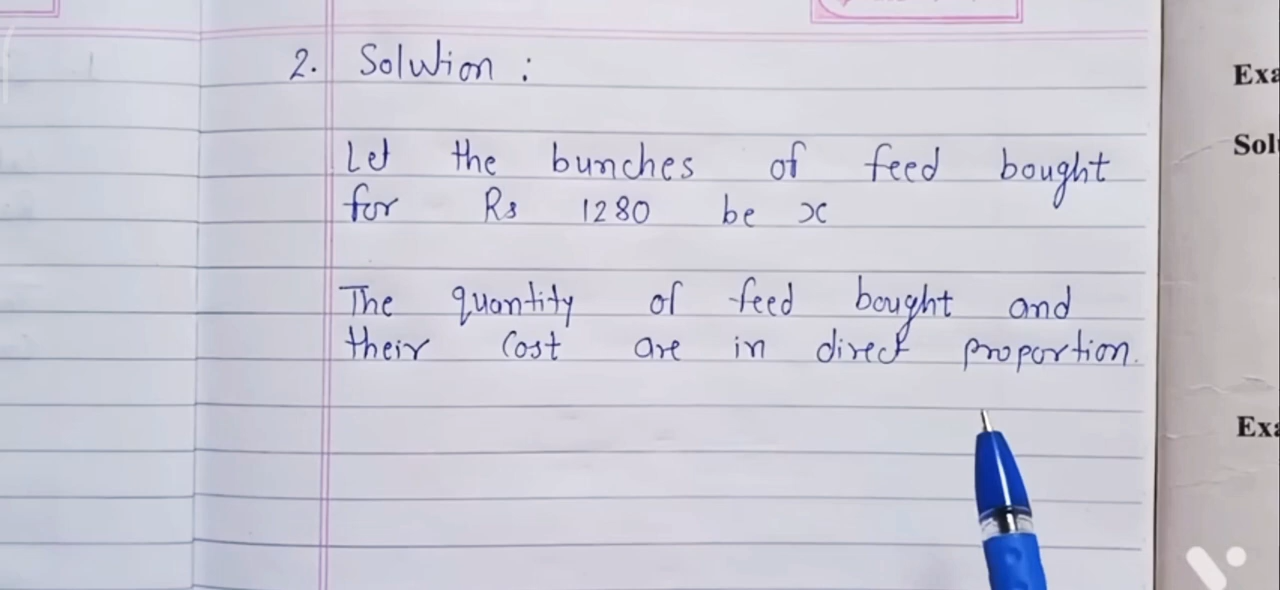 2. Solution :
Let the bunches of feed bought
for Rs 1280 be x
The quantity of feed bought and
their cost are in direct proportion.
Exa
Sol
Exa